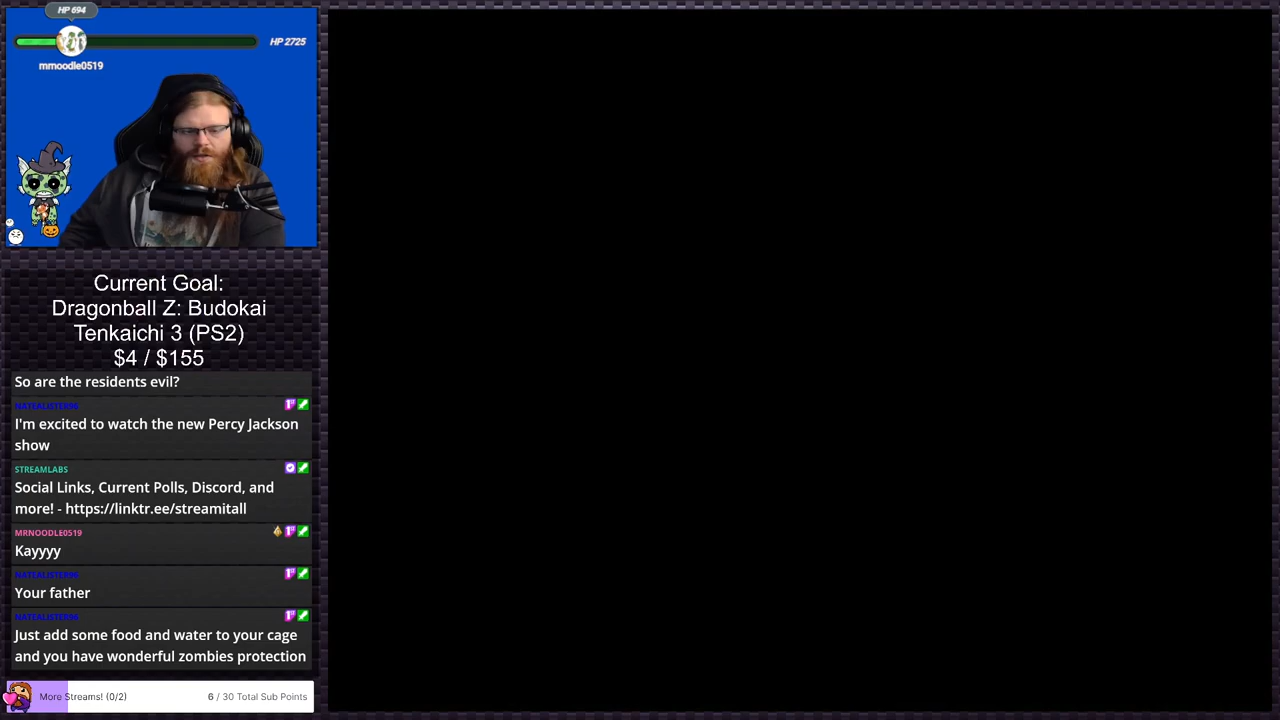 HP 694
HP 2725
mmoodle0519
Current Goal:
Dragonball Z: Budokai
Tenkaichi 3 (PS2)
$4 / $155
So are the residents evil?
I'm excited to watch the new Percy Jackson
show
STREAMLABS
Social Links, Current Polls, Discord, and
more! - https://linktr.ee/streamitall
MRNOODLE0519
Kayyyy
Your father
Just add some food and water to your cage
and you have wonderful zombies protection
More Streams! (0/2)
6 / 30 Total Sub Points